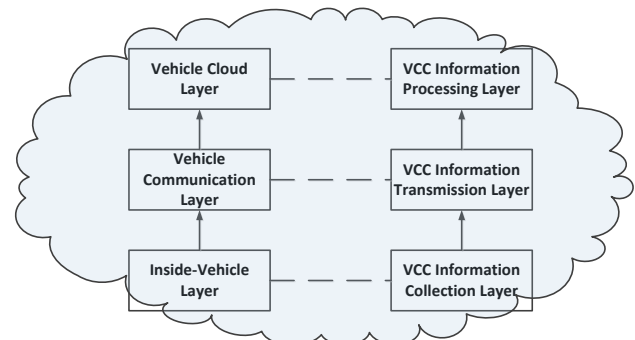 Vehicle Cloud
Layer
VCC Information
Processing Layer
Vehicle
Communication
Layer
VCC Information
Transmission Layer
Inside-Vehicle
Layer
VCC Information
Collection Layer